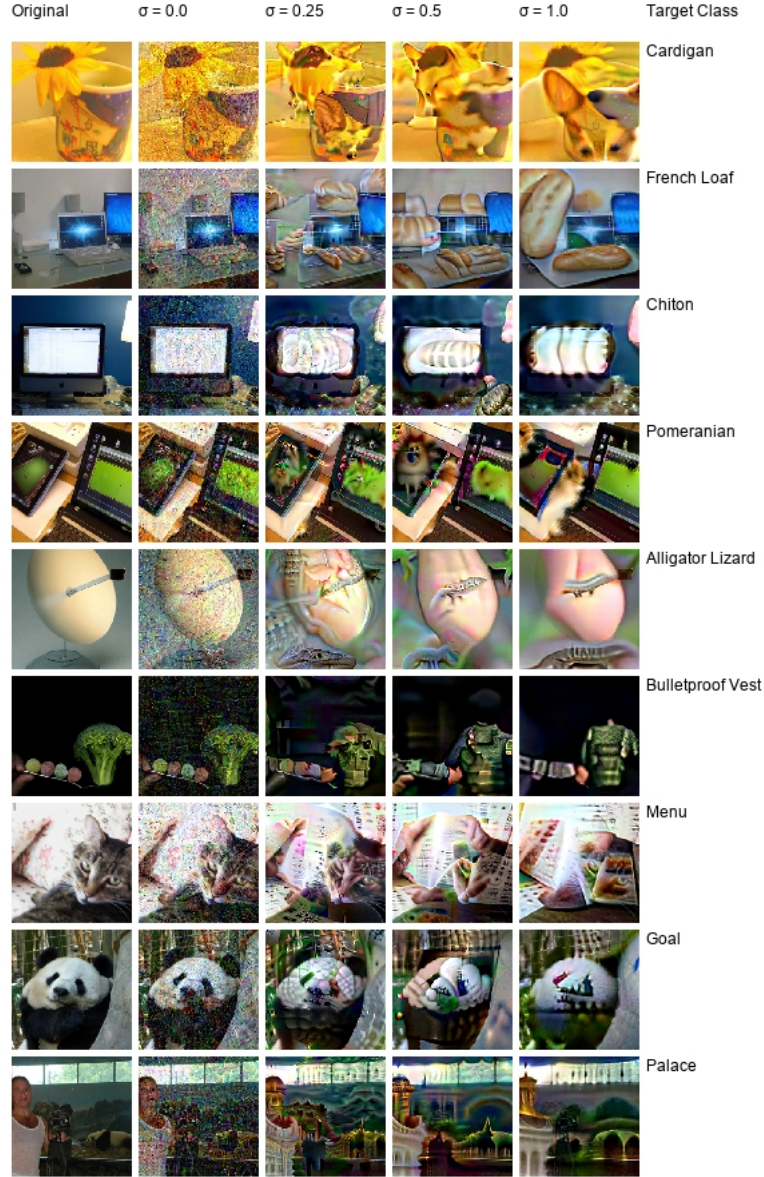 Original σ = 0.0 σ = 0.25 σ = 0.5 σ = 1.0 Target Class
Cardigan
French Loaf
Chiton
Pomeranian
Alligator Lizard
Bulletproof Vest
Menu
Goal
Palace